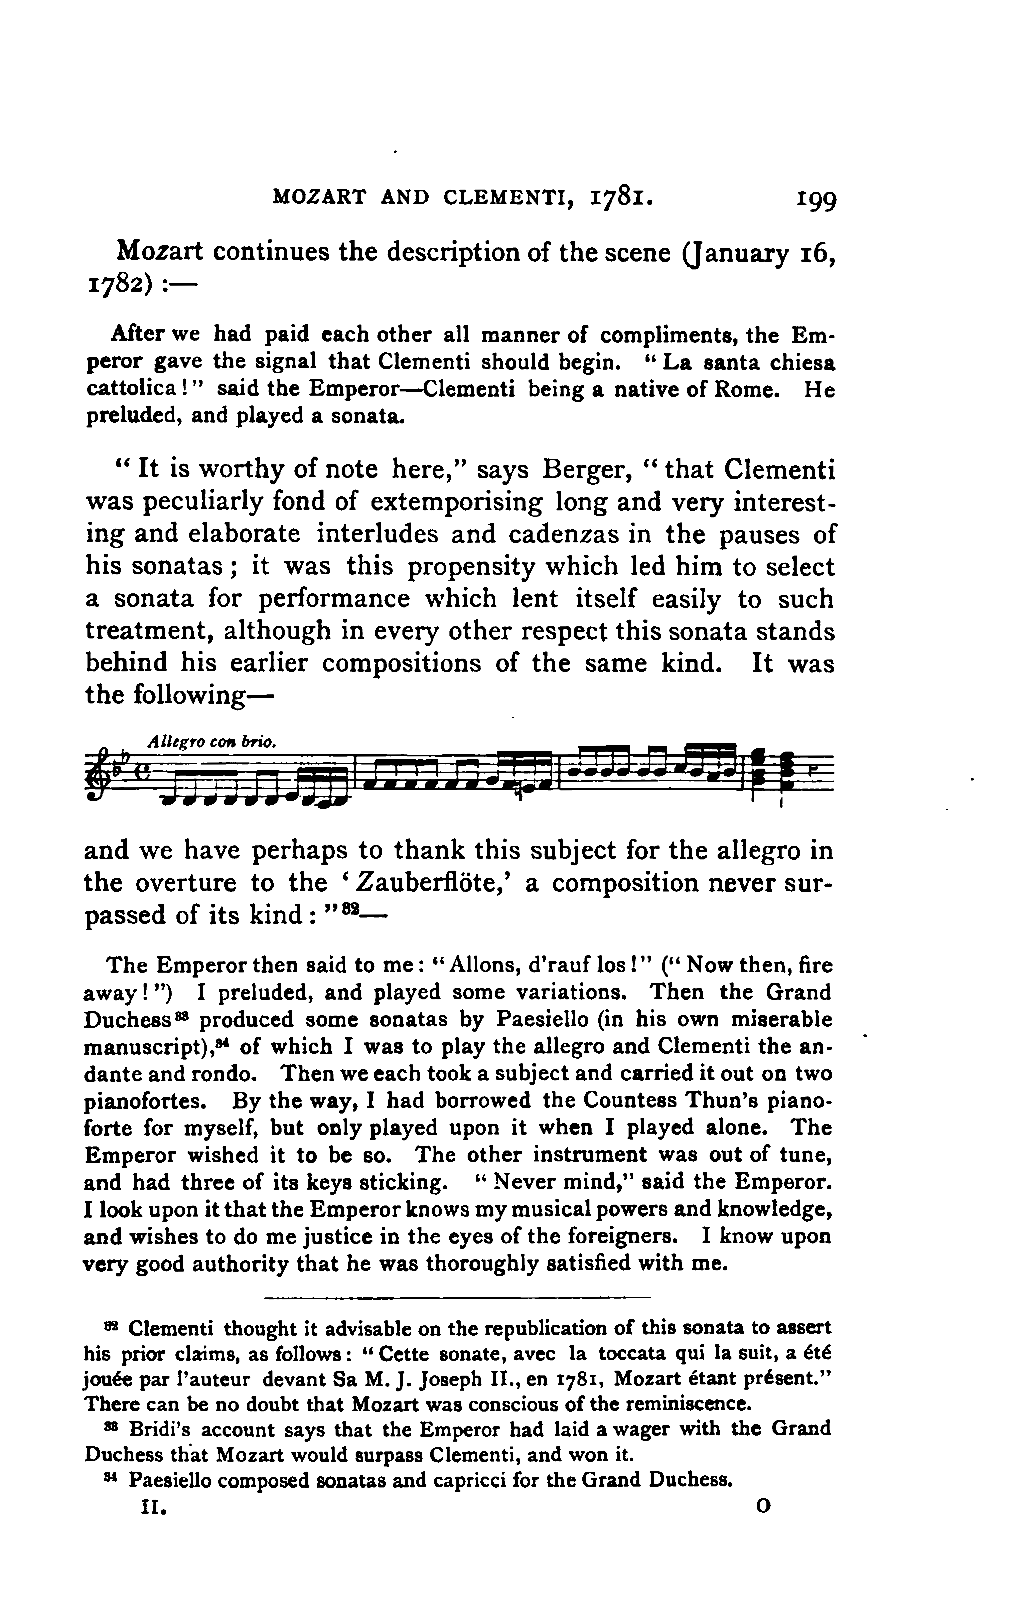 MOZART AND CLEMENTI, 1781. 199
Mozart continues the description of the scene (January 16,
1782) :—
After we had paid each other all manner of compliments, the Em-
peror gave the signal that Clementi should begin. “ La santa chiesa
cattolica ! ” said the Emperor—Clementi being a native of Rome. He
preluded, and played a sonata.
“ It is worthy of note here,” says Berger, “ that Clementi
was peculiarly fond of extemporising long and very interest-
ing and elaborate interludes and cadenzas in the pauses of
his sonatas ; it was this propensity which led him to select
a sonata for performance which lent itself easily to such
treatment, although in every other respect this sonata stands
behind his earlier compositions of the same kind. It was
the following—
Allegro con brio.
and we have perhaps to thank this subject for the allegro in
the overture to the ‘ Zauberflöte,’ a composition never sur-
passed of its kind : ”³²—
The Emperor then said to me : “ Allons, d’rauf los ! ” (“ Now then, fire
away ! ”) I preluded, and played some variations. Then the Grand
Duchess³³ produced some sonatas by Paesiello (in his own miserable
manuscript),³⁴ of which I was to play the allegro and Clementi the an-
dante and rondo. Then we each took a subject and carried it out on two
pianofortes. By the way, I had borrowed the Countess Thun’s piano-
forte for myself, but only played upon it when I played alone. The
Emperor wished it to be so. The other instrument was out of tune,
and had three of its keys sticking. “ Never mind,” said the Emperor.
I look upon it that the Emperor knows my musical powers and knowledge,
and wishes to do me justice in the eyes of the foreigners. I know upon
very good authority that he was thoroughly satisfied with me.
³² Clementi thought it advisable on the republication of this sonata to assert
his prior claims, as follows : “ Cette sonate, avec la toccata qui la suit, a été
jouée par l’auteur devant Sa M. J. Joseph II., en 1781, Mozart étant présent.”
There can be no doubt that Mozart was conscious of the reminiscence.
³³ Bridi’s account says that the Emperor had laid a wager with the Grand
Duchess that Mozart would surpass Clementi, and won it.
³⁴ Paesiello composed sonatas and capricci for the Grand Duchess.
II. O